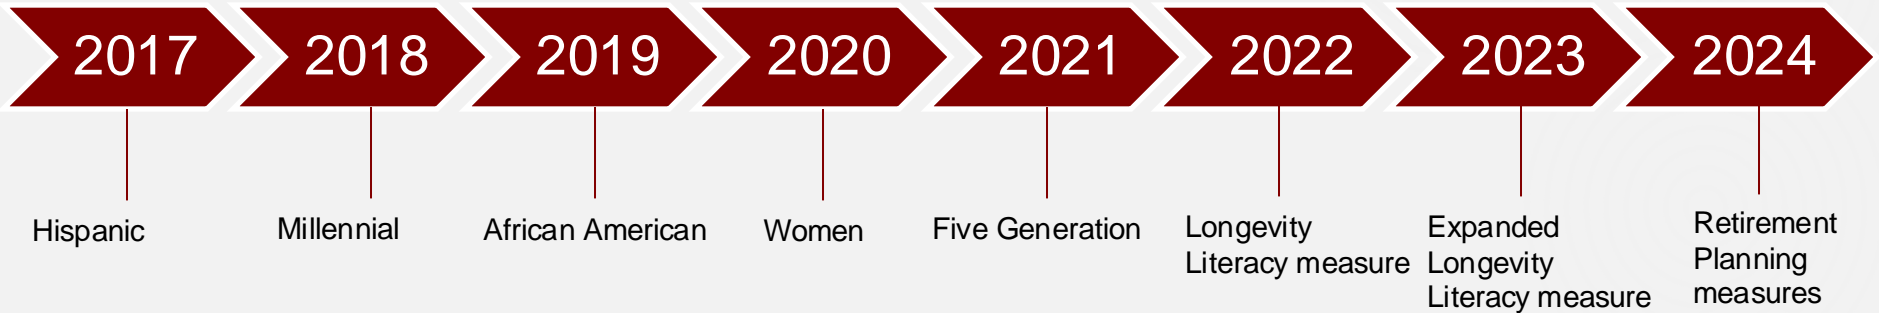 2017
2018
2019
2020
2021
2022
2023
2024
Hispanic
Millennial
African American
Women
Five Generation
Longevity
Literacy measure
Expanded
Longevity
Literacy measure
Retirement
Planning
measures